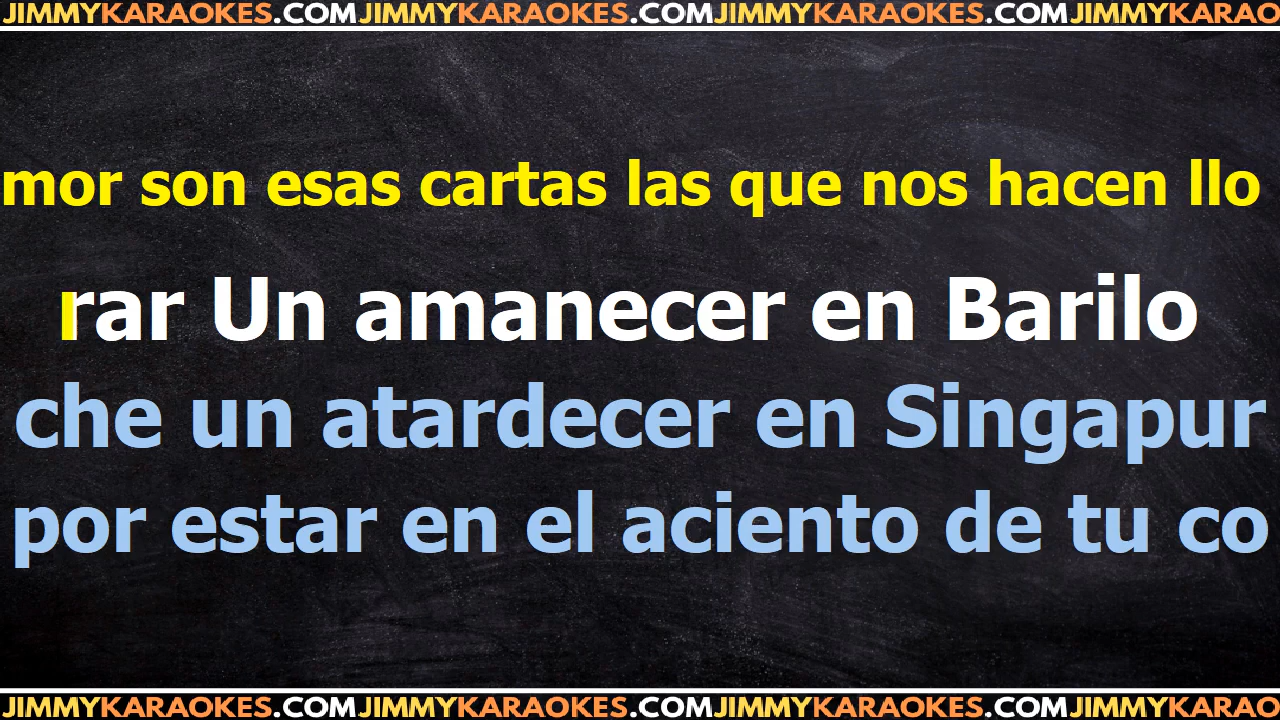 JIMMYKARAOKES.COMJIMMYKARAOKES.COMJIMMYKARAOKES.COMJIMMYKARAO
mor son esas cartas las que nos hacen llo
rar Un amanecer en Barilo
che un atardecer en Singapur
por estar en el aciento de tu co
JIMMYKARAOKES.COMJIMMYKARAOKES.COMJIMMYKARAOKES.COMJIMMYKARAO